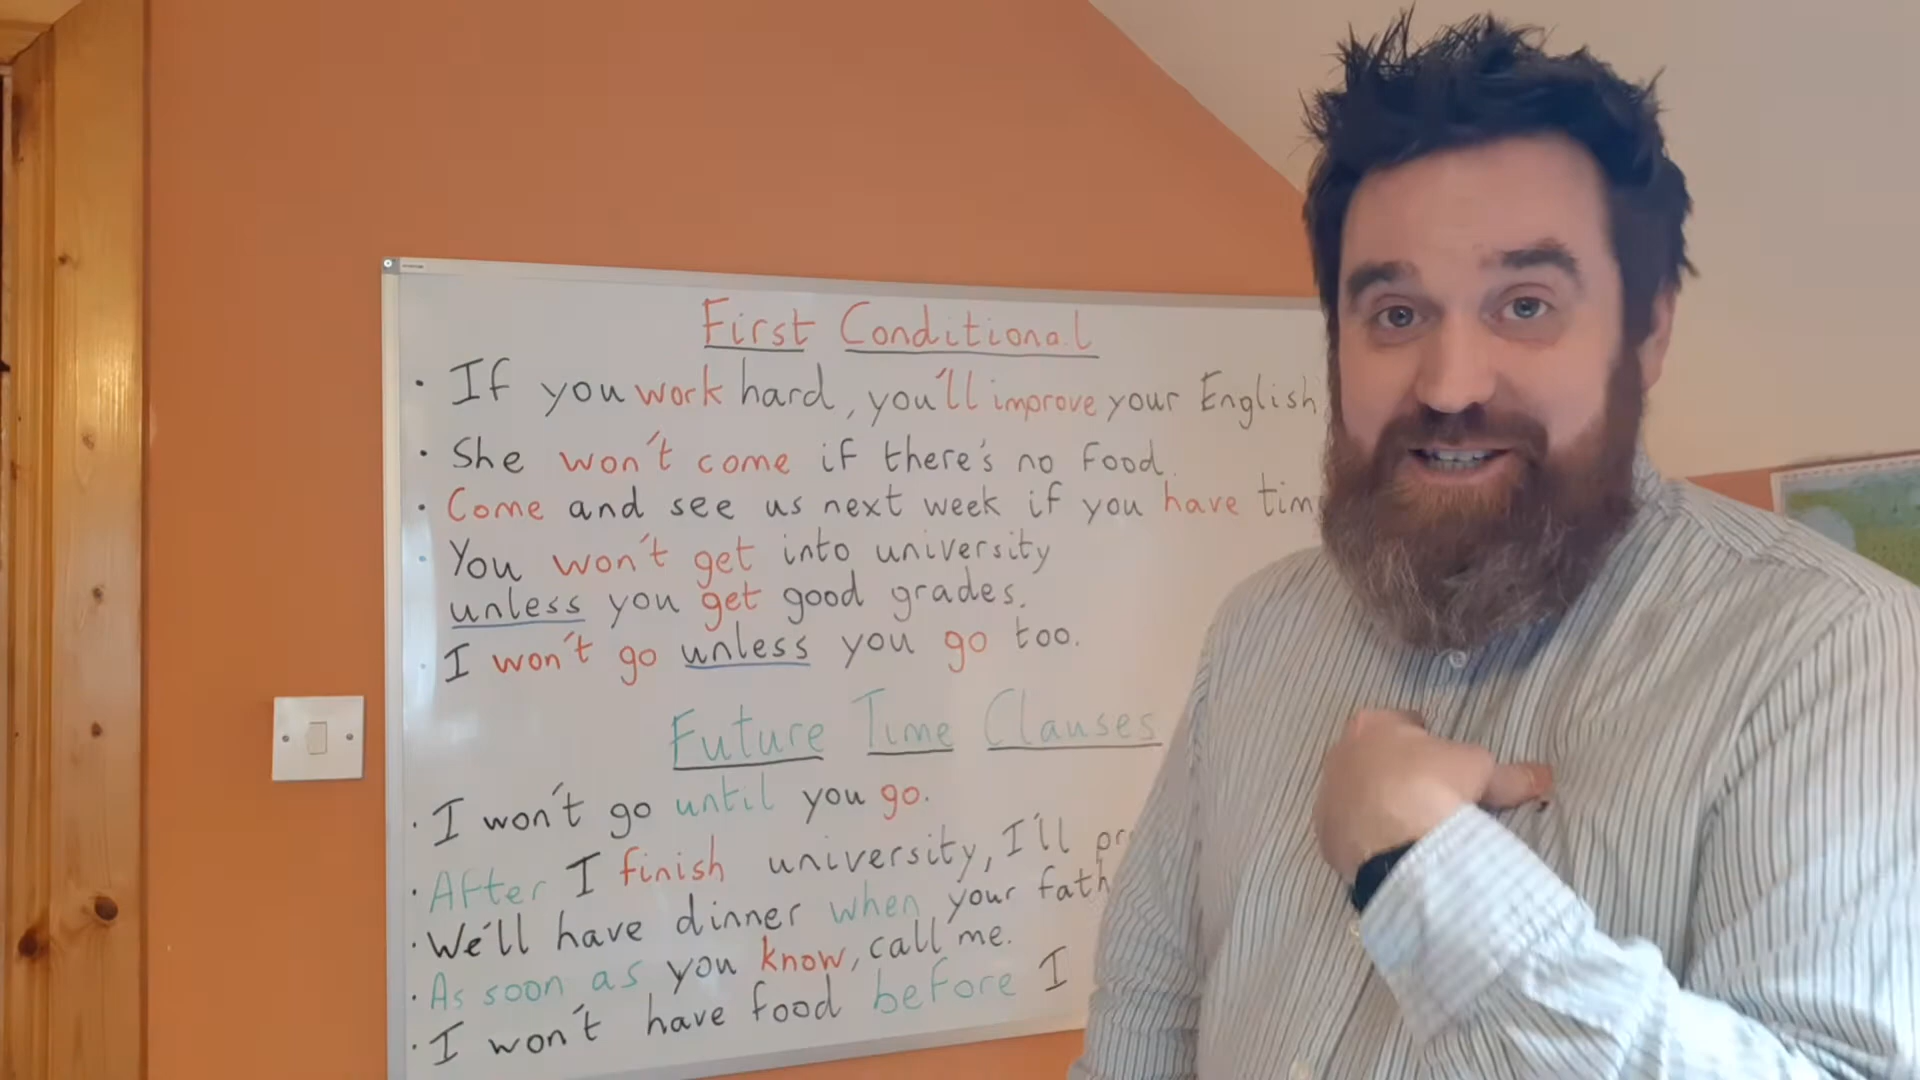 First Conditional
• If you work hard, you'll improve your English
• She won't come if there's no food.
• Come and see us next week if you have
• You won't get into university
unless you get good grades.
• I won't go unless you go too.
Future Time Clauses
• I won't go until you go.
• After I finish university, I'll
• We'll have dinner when your
• As soon as you know, call me.
• I won't have food before I